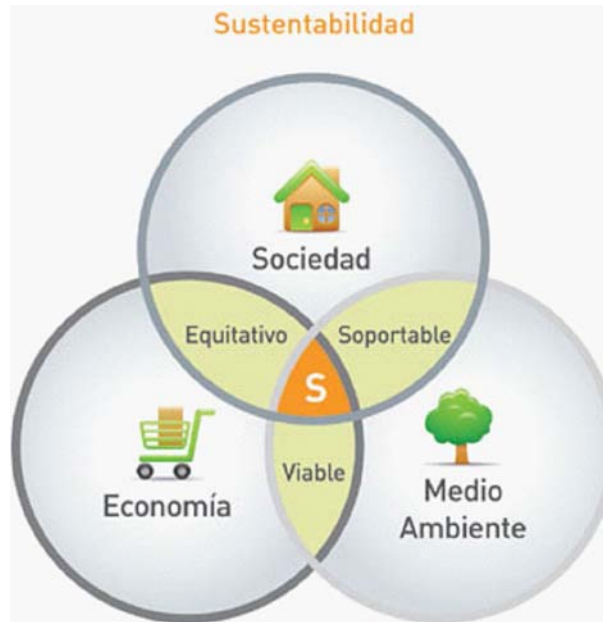 Sustentabilidad
Sociedad
Equitativo
Soportable
S
Viable
Economía
Medio
Ambiente